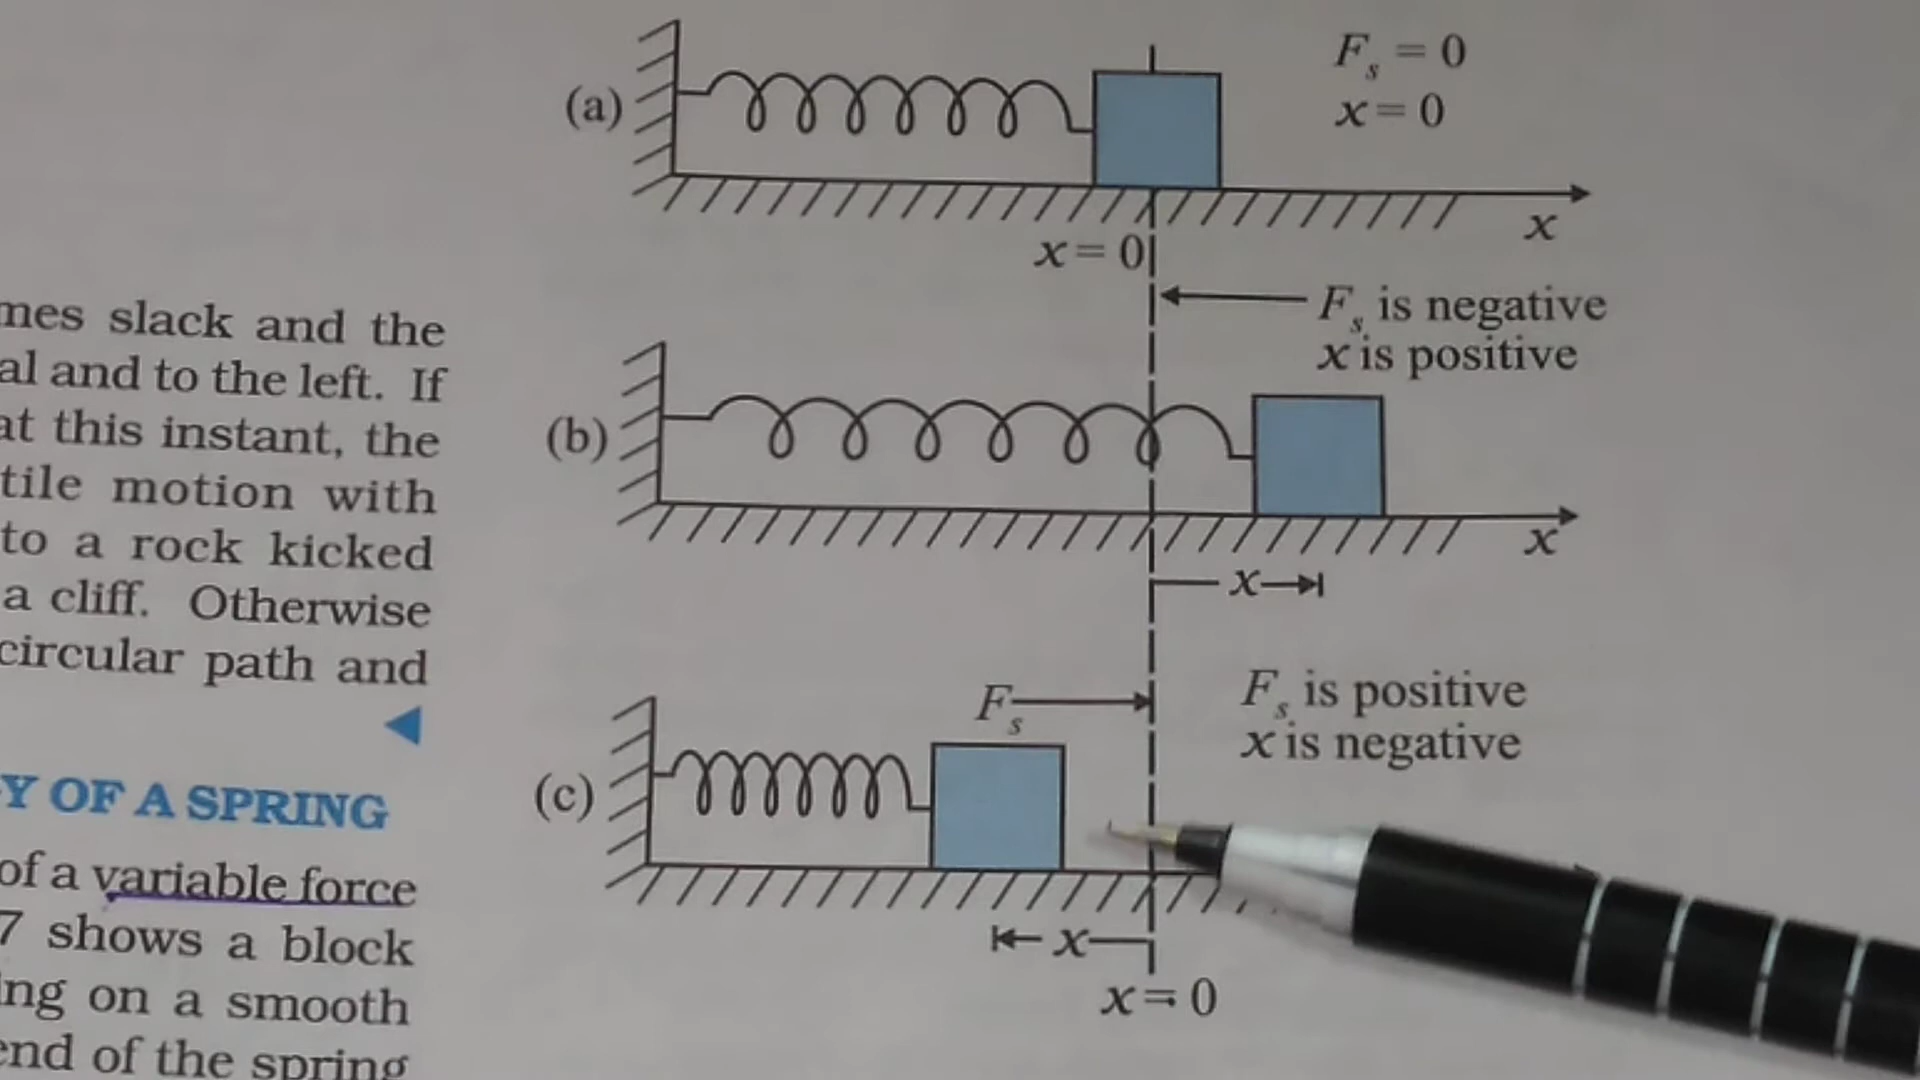 mes slack and the
al and to the left. If
at this instant, the
tile motion with
to a rock kicked
a cliff. Otherwise
circular path and
Y OF A SPRING
of a variable force
7 shows a block
ing on a smooth
end of the spring
(a)
F_s = 0
x = 0
x
x = 0
F_s is negative
x is positive
(b)
x
x
F_s
F_s is positive
x is negative
(c)
x
x = 0